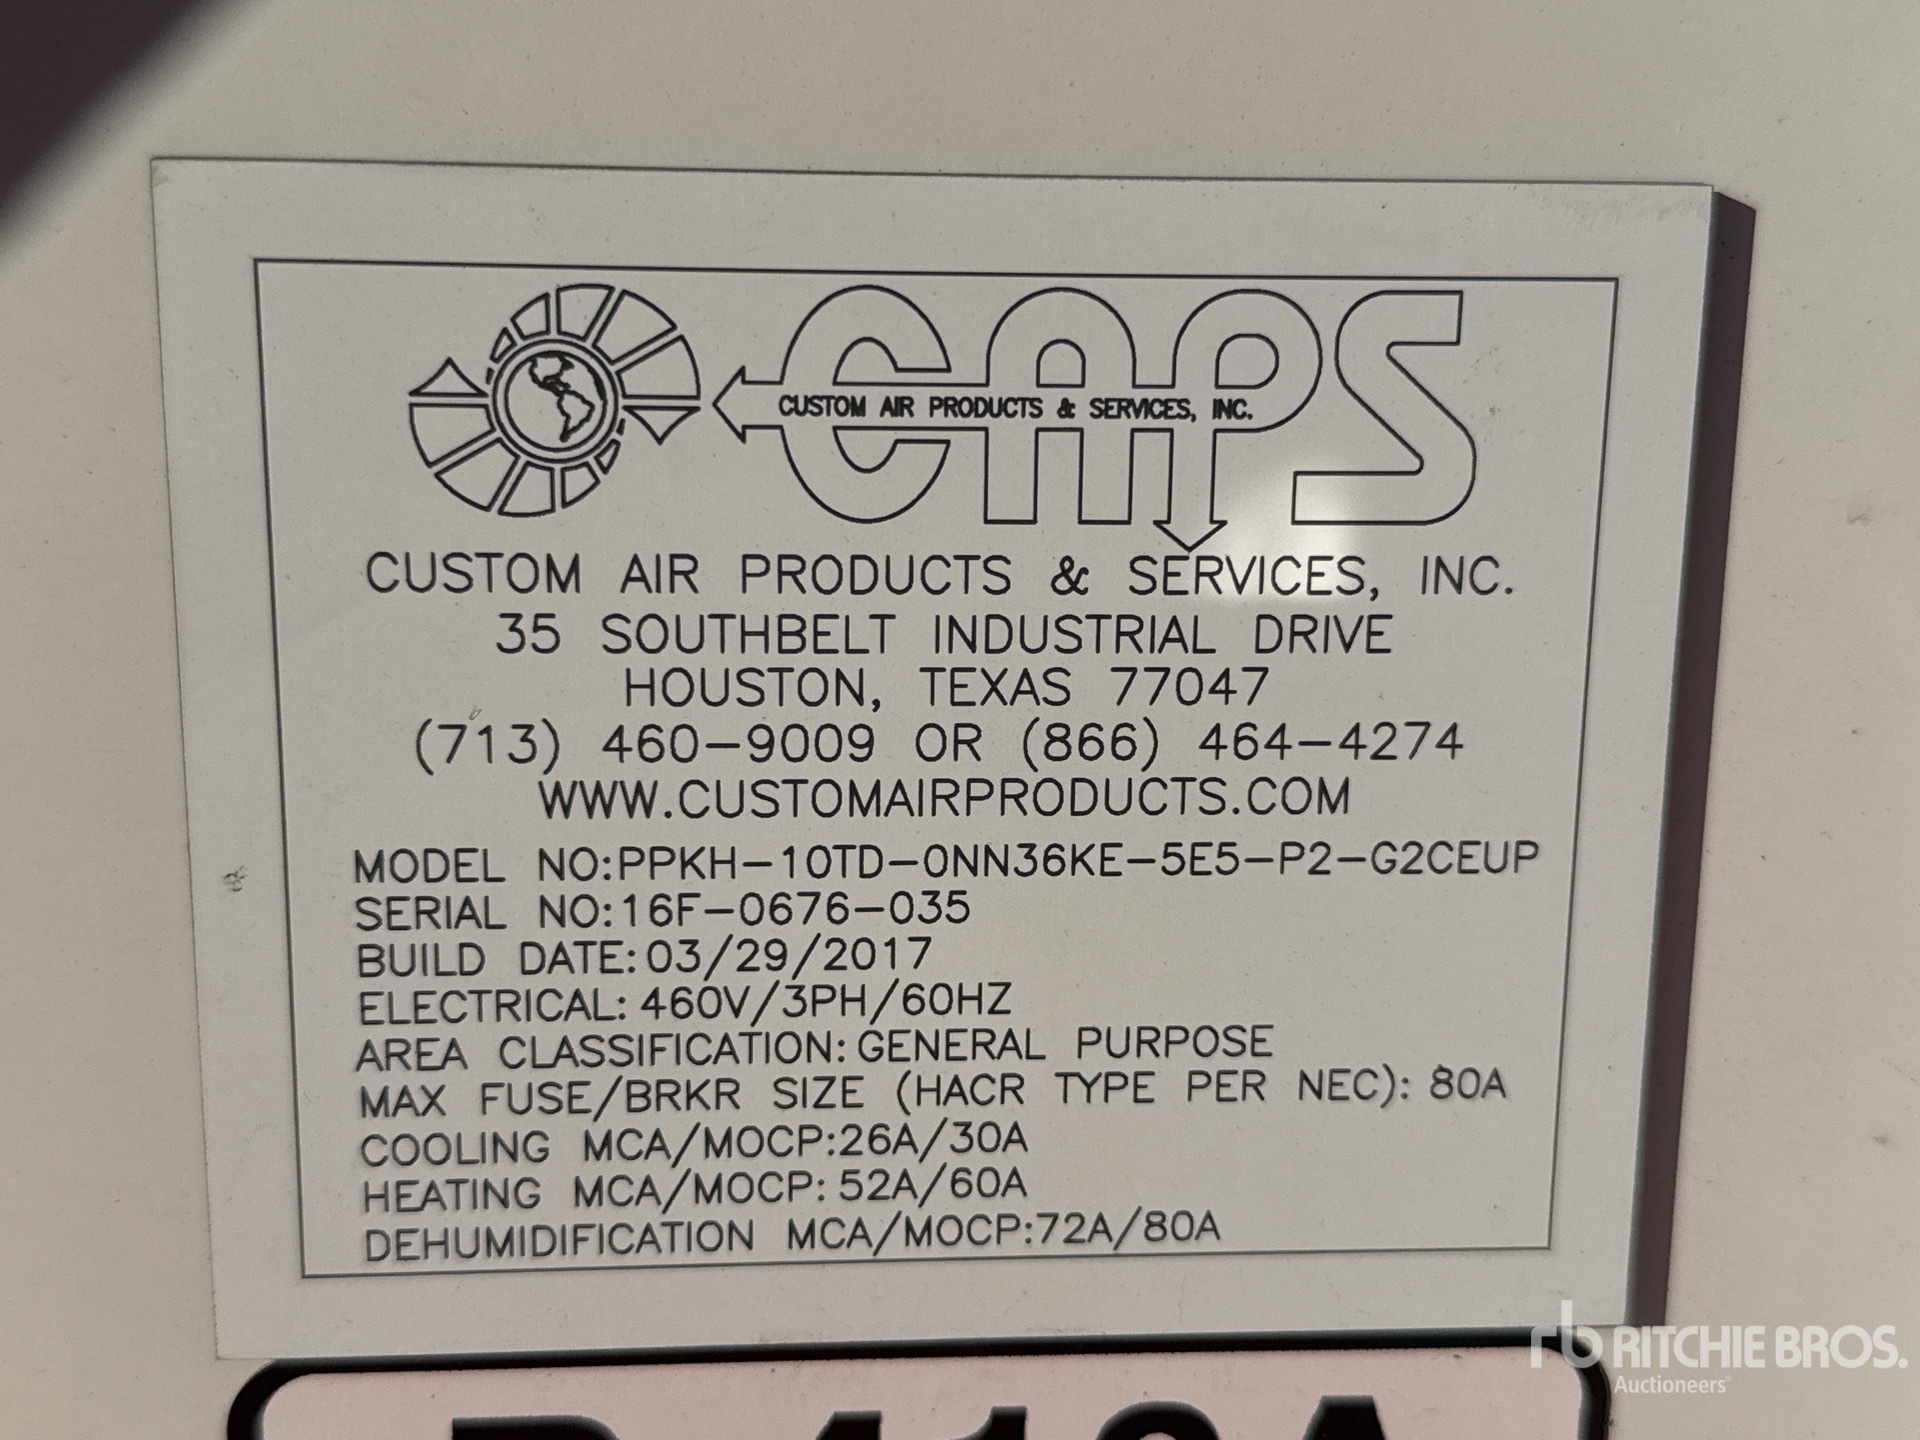 CAPS
CUSTOM AIR PRODUCTS & SERVICES, INC.
CUSTOM AIR PRODUCTS & SERVICES, INC.
35 SOUTHBELT INDUSTRIAL DRIVE
HOUSTON, TEXAS 77047
(713) 460-9009 OR (866) 464-4274
WWW.CUSTOMAIRPRODUCTS.COM
MODEL NO:PPKH-10TD-0NN36KE-5E5-P2-G2CEUP
SERIAL NO:16F-0676-035
BUILD DATE:03/29/2017
ELECTRICAL: 460V/3PH/60HZ
AREA CLASSIFICATION:GENERAL PURPOSE
MAX FUSE/BRKR SIZE (HACR TYPE PER NEC): 80A
COOLING MCA/MOCP:26A/30A
HEATING MCA/MOCP: 52A/60A
DEHUMIDIFICATION MCA/MOCP:72A/80A
rb RITCHIE BROS.
Auctioneers